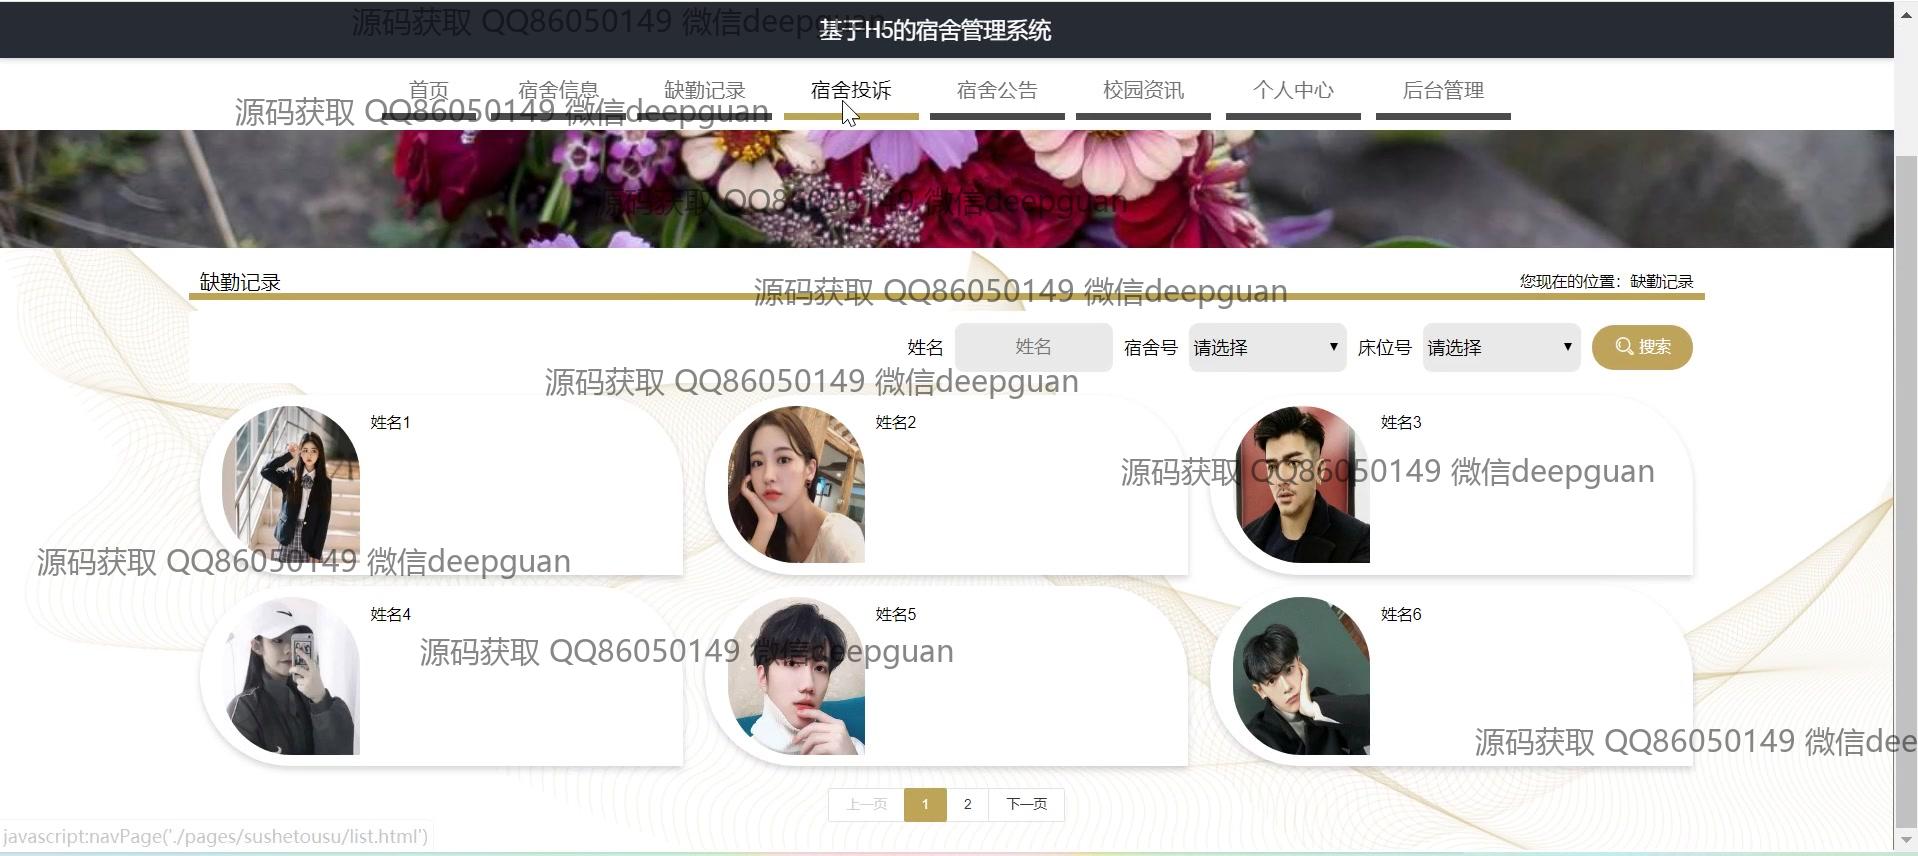 源码获取 QQ86050149 微信deepguan
基于H5的宿舍管理系统
首页 宿舍信息 缺勤记录 宿舍投诉 宿舍公告 校园资讯 个人中心 后台管理
源码获取 QQ86050149 微信deepguan
源码获取 QQ86050149 微信deepguan
缺勤记录 您现在的位置：缺勤记录
源码获取 QQ86050149 微信deepguan
姓名 姓名 宿舍号 请选择 床位号 请选择 搜索
源码获取 QQ86050149 微信deepguan
姓名1 姓名2 姓名3
源码获取 QQ86050149 微信deepguan
源码获取 QQ86050149 微信deepguan
姓名4 姓名5 姓名6
源码获取 QQ86050149 微信deepguan
源码获取 QQ86050149 微信dee
上一页 1 2 下一页
javascript:navPage('./pages/sushetousu/list.html')